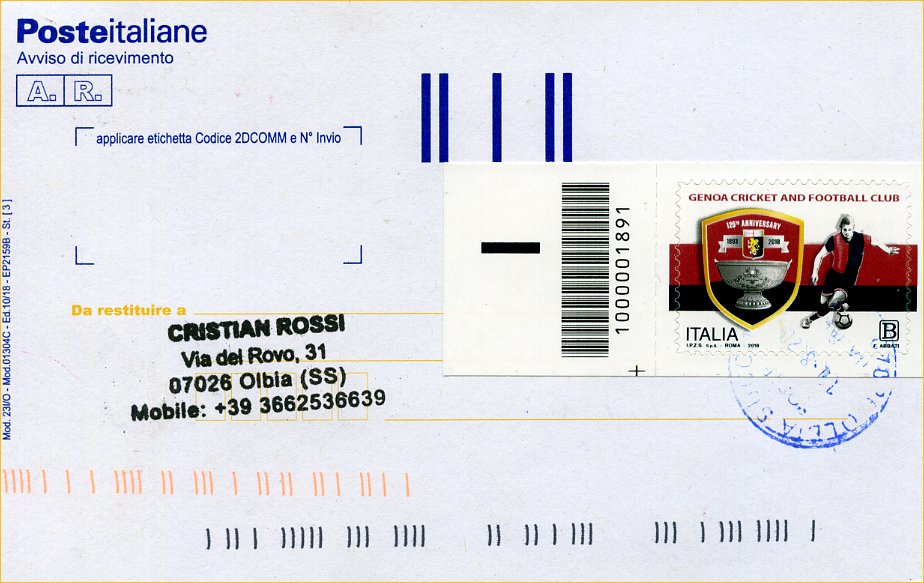 Posteitaliane
Avviso di ricevimento
A. R.
applicare etichetta Codice 2DCOMM e N° Invio
Mod. 23I/O - Mod.01304C - Ed.10/18 - EP2159B - St. [ 3 ]
Da restituire a
CRISTIAN ROSSI
Via del Rovo, 31
07026 Olbia (SS)
Mobile: +39 3662536639
1000001891
GENOA CRICKET AND FOOTBALL CLUB
125th ANNIVERSARY
1893 2018
ITALIA
B
I.P.Z.S. S.p.A. - ROMA - 2018
F. ABBATI